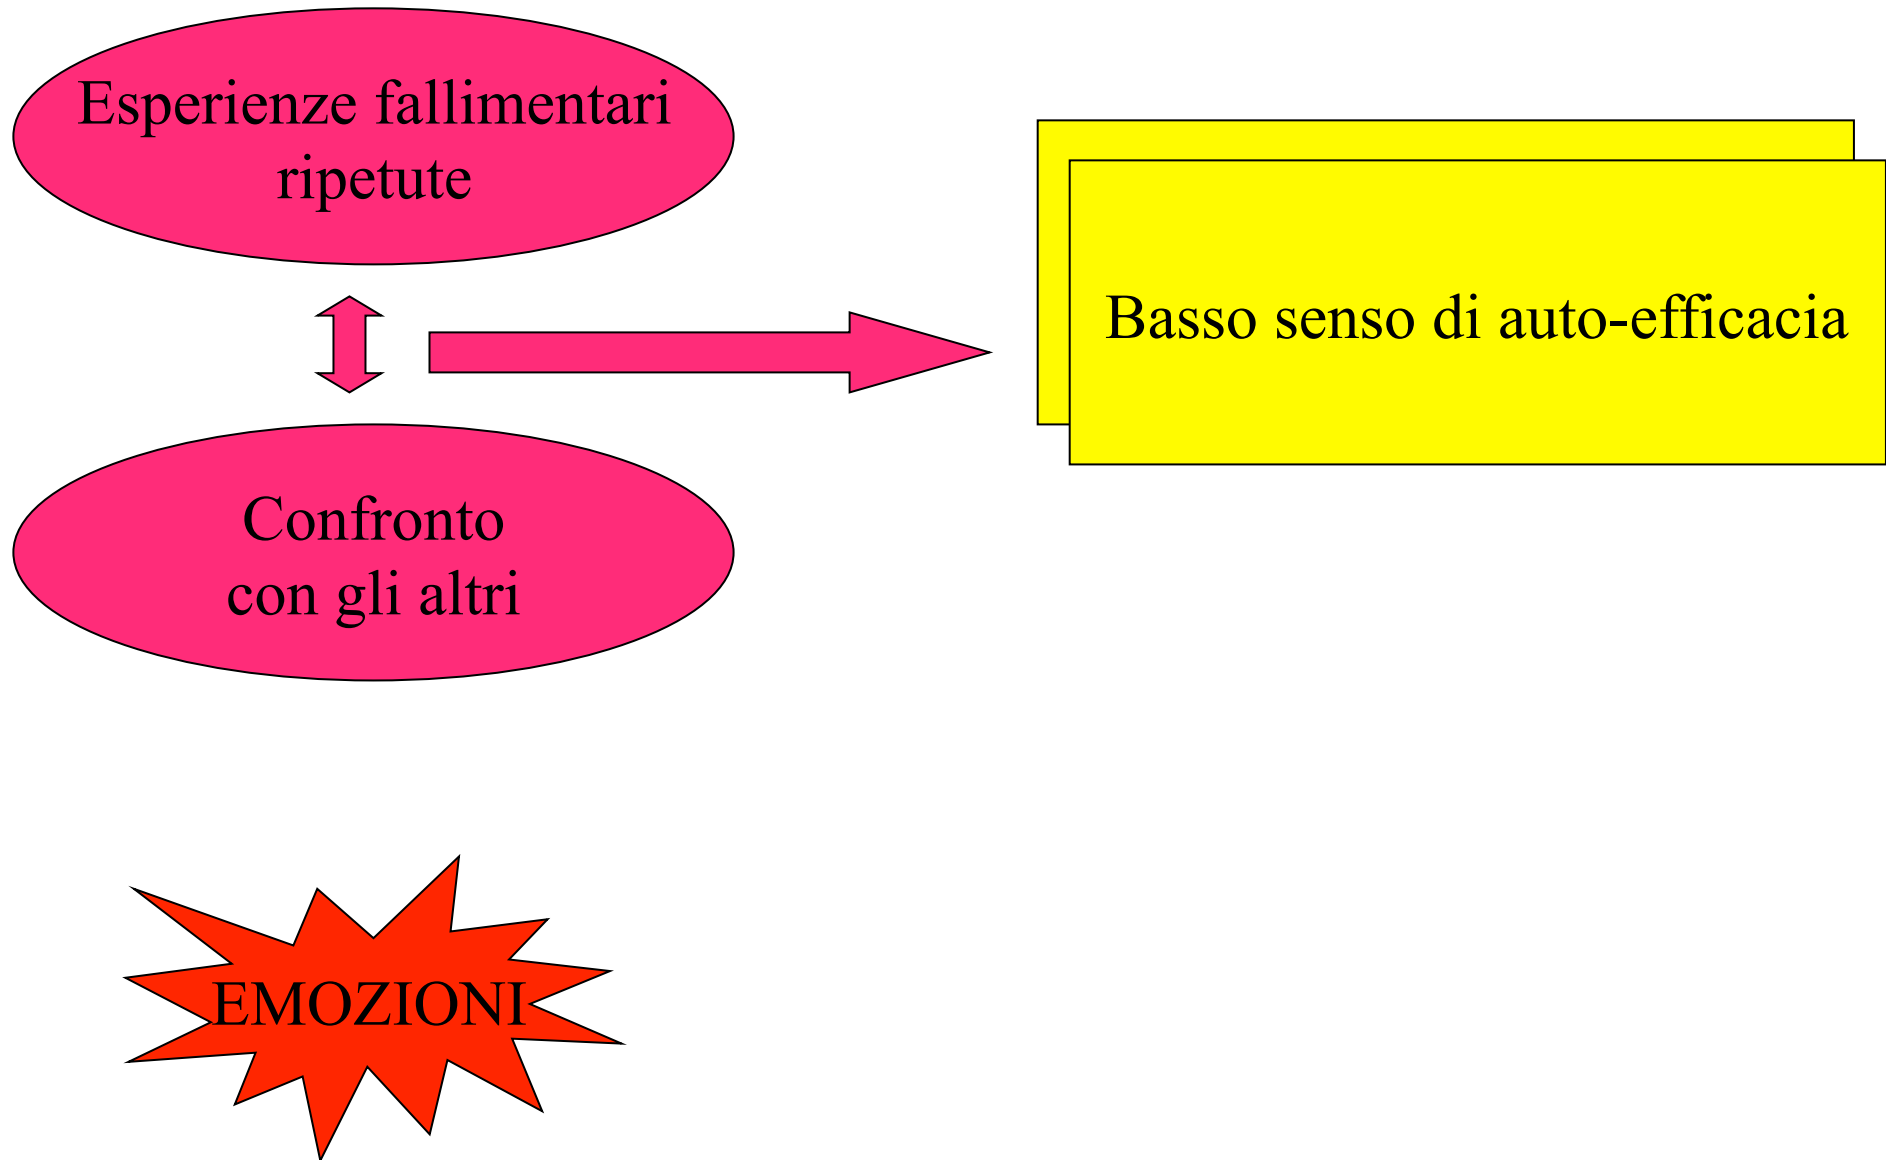 Esperienze fallimentari
ripetute
Basso senso di auto-efficacia
Confronto
con gli altri
EMOZIONI